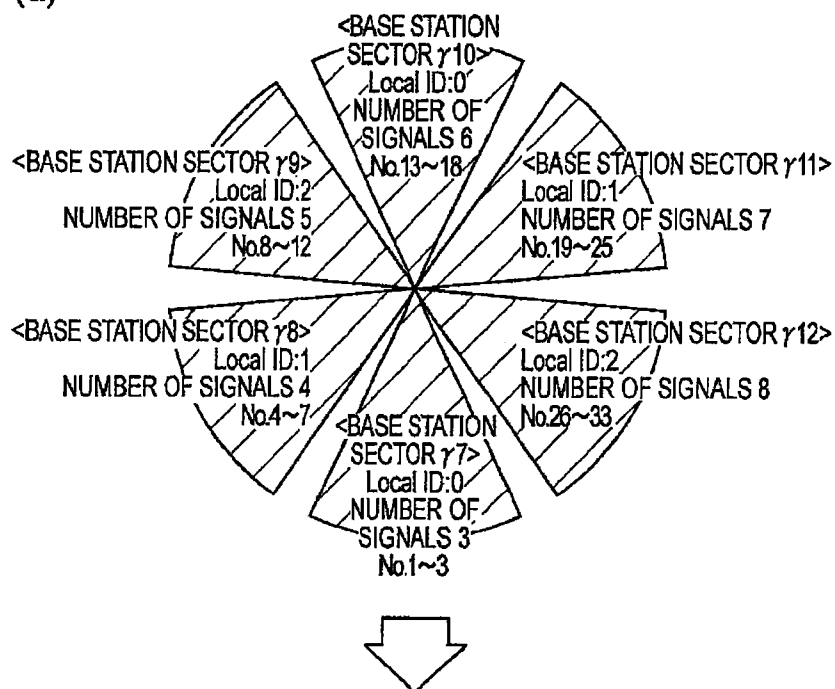 <BASE STATION
SECTOR γ10>
Local ID:0
NUMBER OF
SIGNALS 6
No.13~18
<BASE STATION SECTOR γ9>
Local ID:2
NUMBER OF SIGNALS 5
No.8~12
<BASE STATION SECTOR γ11>
Local ID:1
NUMBER OF SIGNALS 7
No.19~25
<BASE STATION SECTOR γ8>
Local ID:1
NUMBER OF SIGNALS 4
No.4~7
<BASE STATION SECTOR γ12>
Local ID:2
NUMBER OF SIGNALS 8
No.26~33
<BASE STATION
SECTOR γ7>
Local ID:0
NUMBER OF
SIGNALS 3
No.1~3